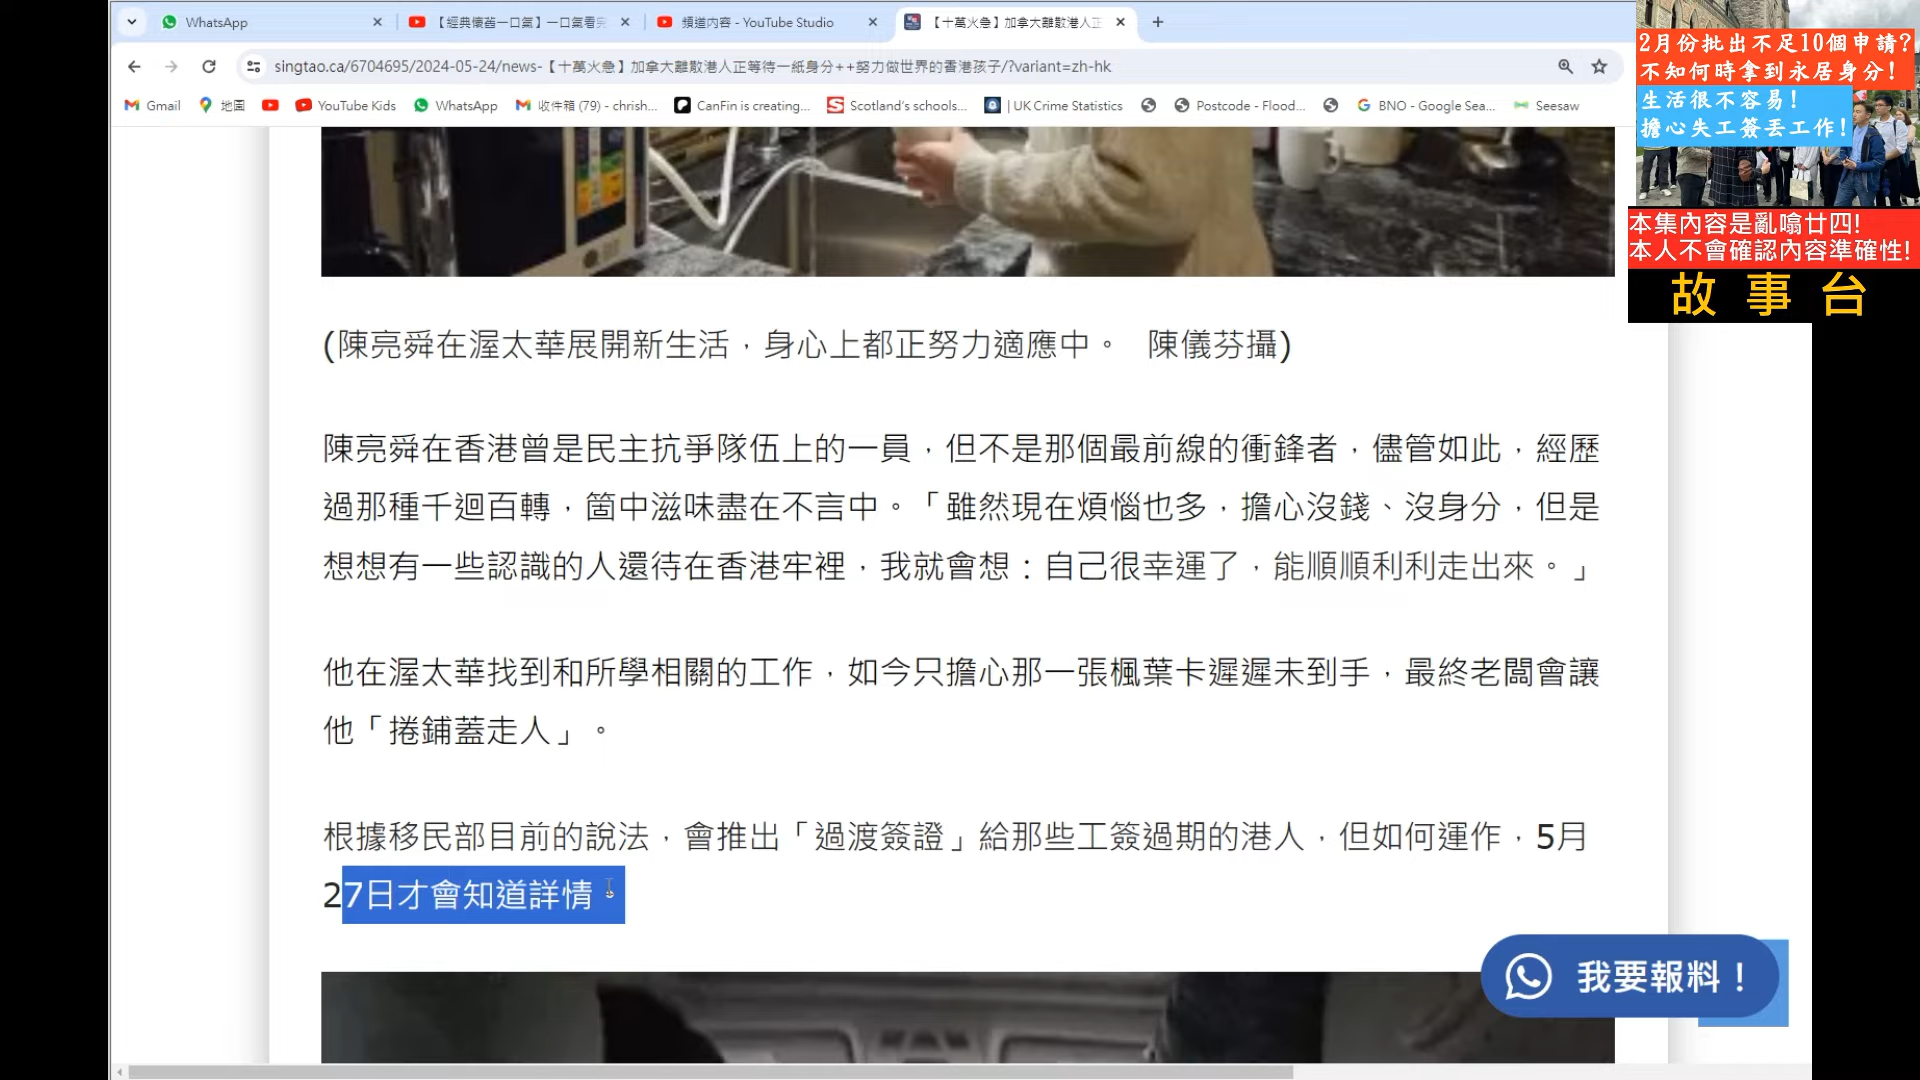 WhatsApp
【經典懷舊一口氣】一口氣看完
頻道內容 - YouTube Studio
【十萬火急】加拿大離散港人正
singtao.ca/6704695/2024-05-24/news-【十萬火急】加拿大離散港人正等待一紙身分++努力做世界的香港孩子/?variant=zh-hk
Gmail
地圖
YouTube Kids
WhatsApp
收件箱 (79) - chrish...
CanFin is creating...
Scotland's schools...
| UK Crime Statistics
Postcode - Flood...
BNO - Google Sea...
Seesaw
2月份批出不足10個申請?
不知何時拿到永居身分!
生活很不容易!
擔心失工簽丟工作!
本集內容是亂噏廿四!
本人不會確認內容準確性!
故事台
(陳亮舜在渥太華展開新生活，身心上都正努力適應中。 陳儀芬攝)
陳亮舜在香港曾是民主抗爭隊伍上的一員，但不是那個最前線的衝鋒者，儘管如此，經歷
過那種千迴百轉，箇中滋味盡在不言中。「雖然現在煩惱也多，擔心沒錢、沒身分，但是
想想有一些認識的人還待在香港牢裡，我就會想：自己很幸運了，能順順利利走出來。」
他在渥太華找到和所學相關的工作，如今只擔心那一張楓葉卡遲遲未到手，最終老闆會讓
他「捲鋪蓋走人」。
根據移民部目前的說法，會推出「過渡簽證」給那些工簽過期的港人，但如何運作，5月
27日才會知道詳情。
我要報料！